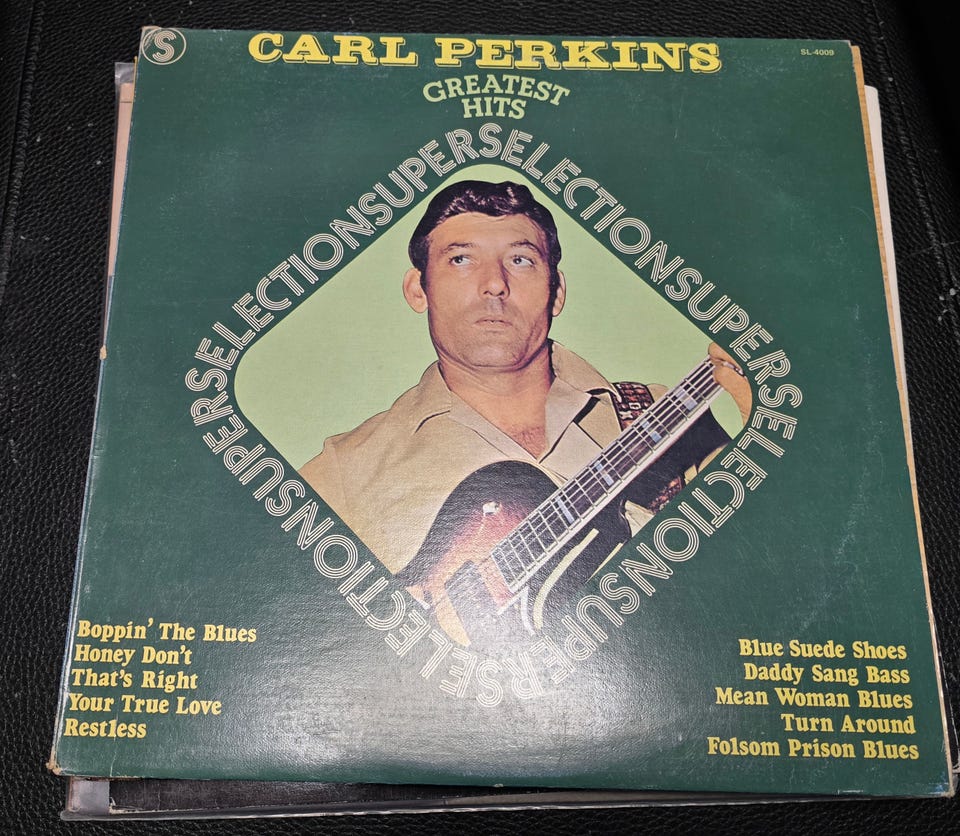 S
CARL PERKINS
SL-4009
GREATEST
HITS
SUPERSELECTIONSUPERSELECTIONSUPERSELECTIONSUPERSELECTION
Boppin' The Blues
Honey Don't
That's Right
Your True Love
Restless
Blue Suede Shoes
Daddy Sang Bass
Mean Woman Blues
Turn Around
Folsom Prison Blues